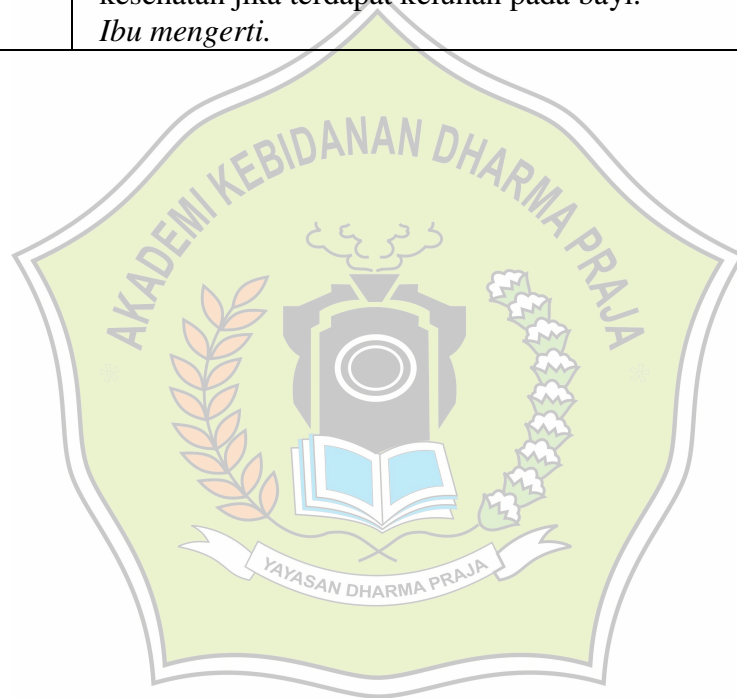 kesehatan jika terdapat keluhan pada bayi.
Ibu mengerti.
AKADEMI KEBIDANAN DHARMA PRAJA
YAYASAN DHARMA PRAJA